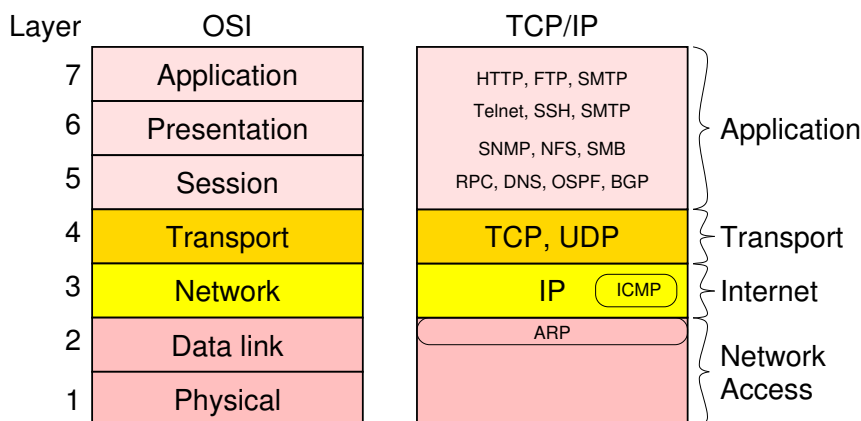 Layer OSI TCP/IP
7 Application HTTP, FTP, SMTP
Telnet, SSH, SMTP
6 Presentation Application
SNMP, NFS, SMB
5 Session RPC, DNS, OSPF, BGP
4 Transport TCP, UDP Transport
3 Network IP ICMP Internet
2 Data link ARP
Network
Access
1 Physical